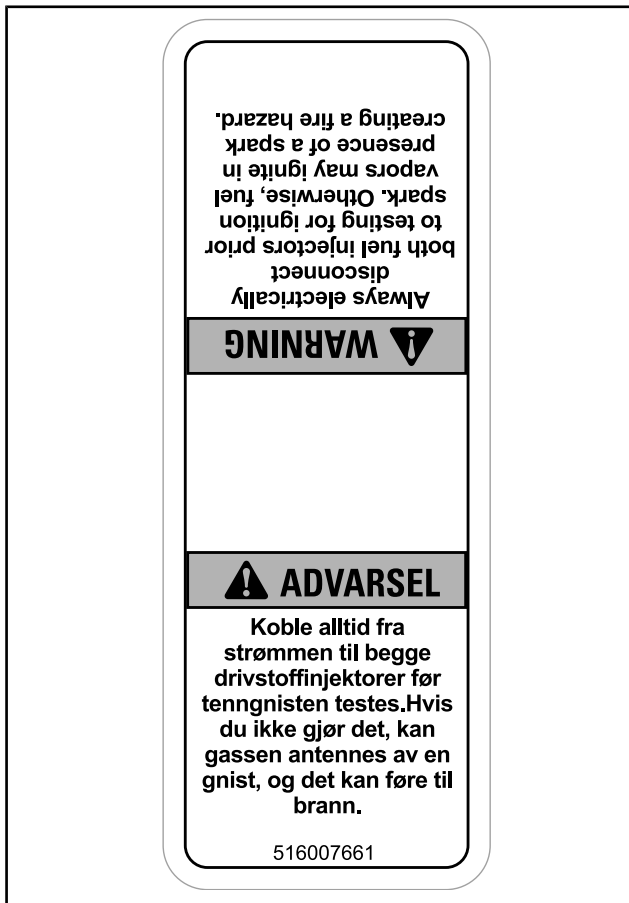 WARNING
Always electrically
disconnect
both fuel injectors prior
to testing for ignition
spark. Otherwise, fuel
vapors may ignite in
presence of a spark
creating a fire hazard.
ADVARSEL
Koble alltid fra
strømmen til begge
drivstoffinjektorer før
tenngnisten testes.Hvis
du ikke gjør det, kan
gassen antennes av en
gnist, og det kan føre til
brann.
516007661